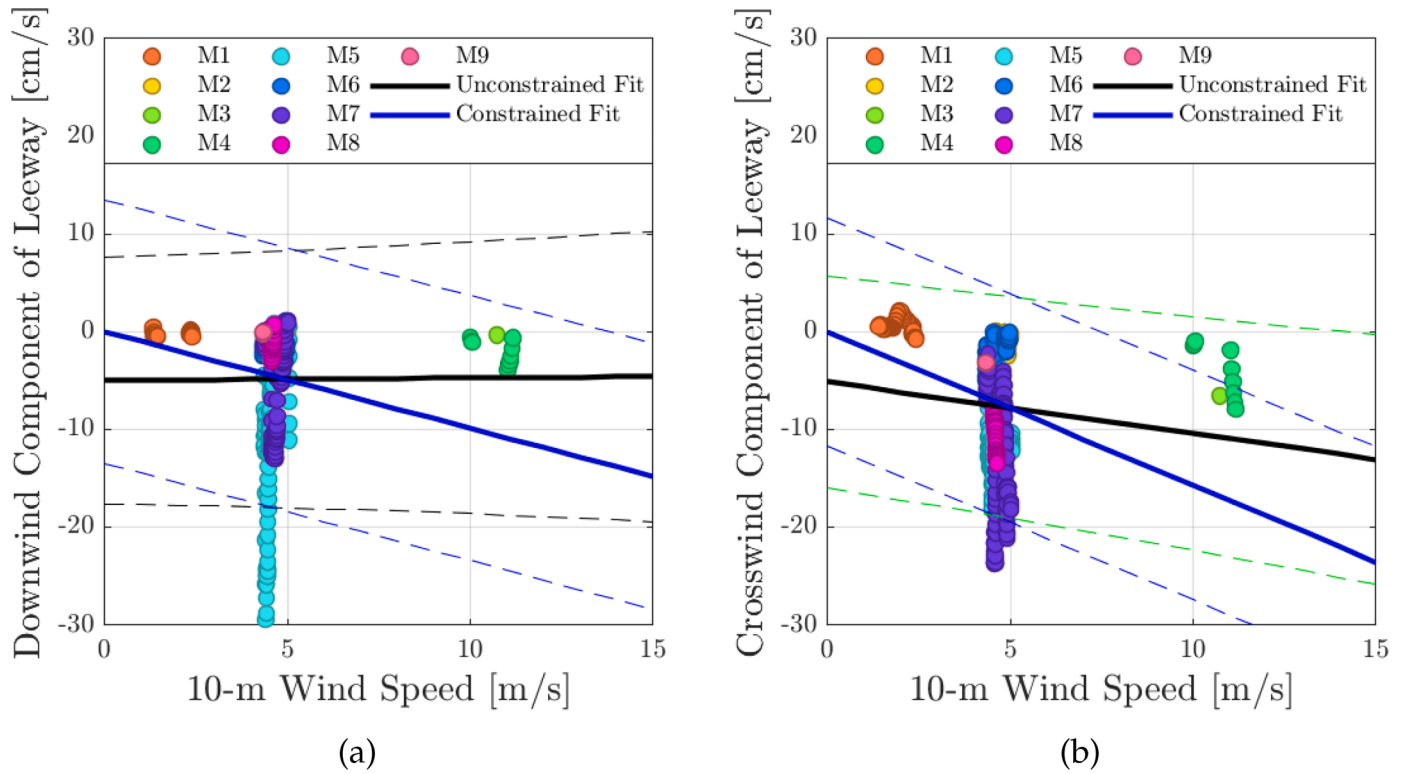 Downwind Component of Leeway [cm/s]
30
20
10
0
-10
-20
-30
M1
M2
M3
M4
M5
M6
M7
M8
M9
Unconstrained Fit
Constrained Fit
0
5
10
15
10-m Wind Speed [m/s]
(a)
Crosswind Component of Leeway [cm/s]
30
20
10
0
-10
-20
-30
M1
M2
M3
M4
M5
M6
M7
M8
M9
Unconstrained Fit
Constrained Fit
0
5
10
15
10-m Wind Speed [m/s]
(b)